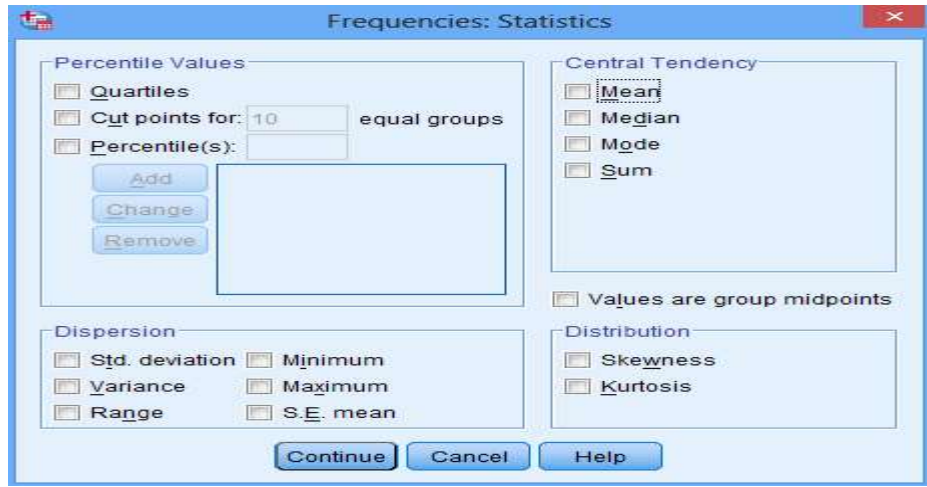 Frequencies: Statistics
Percentile Values
Quartiles
Cut points for: 10 equal groups
Percentile(s):
Add
Change
Remove
Central Tendency
Mean
Median
Mode
Sum
Values are group midpoints
Dispersion
Std. deviation Minimum
Variance Maximum
Range S.E. mean
Distribution
Skewness
Kurtosis
Continue Cancel Help